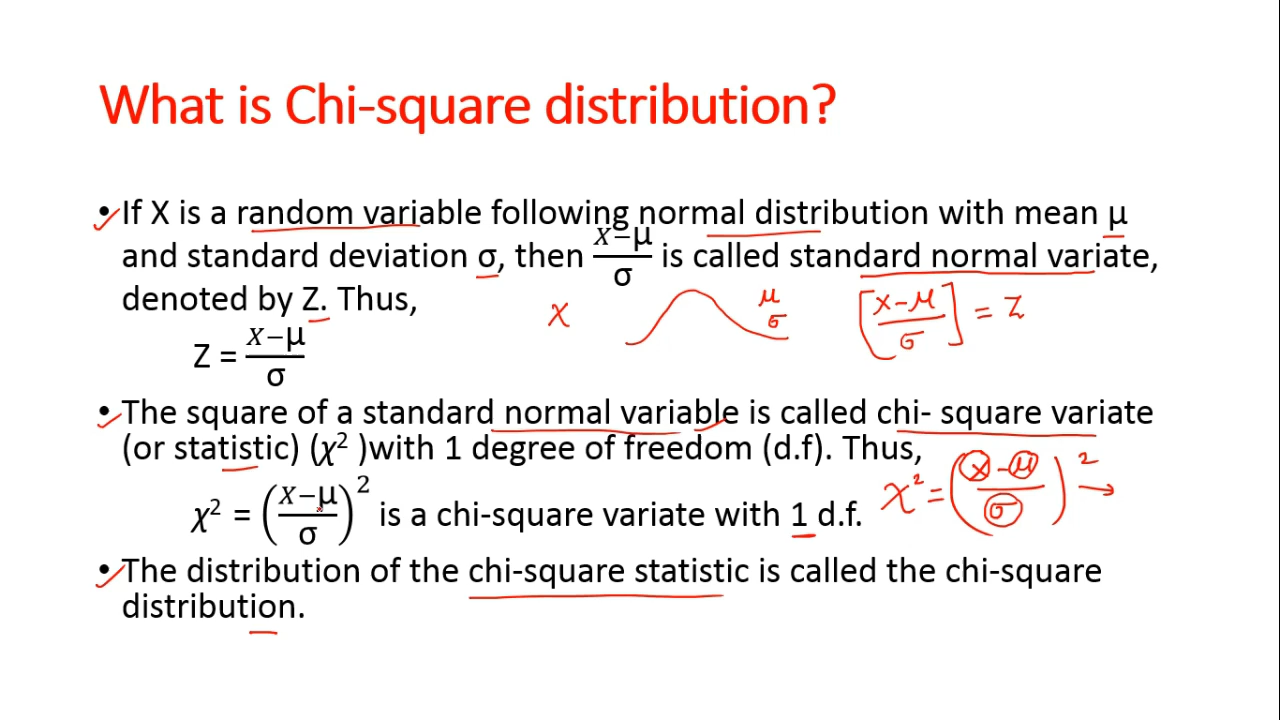 What is Chi-square distribution?
• If X is a random variable following normal distribution with mean μ
and standard deviation σ, then (x−μ)/σ is called standard normal variate,
denoted by Z. Thus,
X μ σ [x-μ/σ] = Z
Z = (x−μ)/σ
• The square of a standard normal variable is called chi- square variate
(or statistic) (χ² )with 1 degree of freedom (d.f). Thus,
χ² = (x-μ/σ)² →
χ² = (x−μ/σ)² is a chi-square variate with 1 d.f.
• The distribution of the chi-square statistic is called the chi-square
distribution.